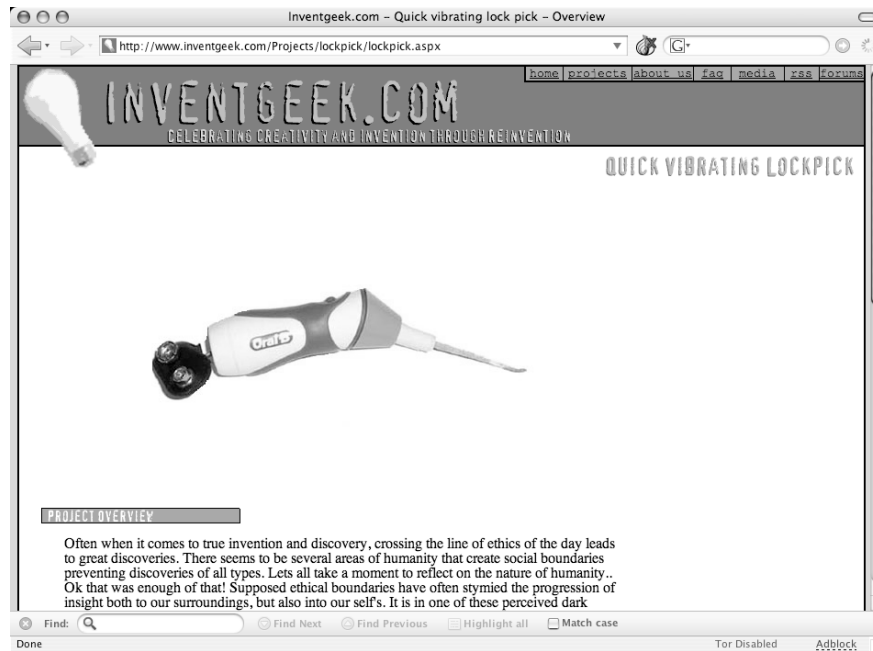 Inventgeek.com – Quick vibrating lock pick – Overview
http://www.inventgeek.com/Projects/lockpick/lockpick.aspx
G
home projects about us faq media rss forums
INVENTGEEK.COM
CELEBRATING CREATIVITY AND INVENTION THROUGH REINVENTION
QUICK VIBRATING LOCKPICK
Oral B
PROJECT OVERVIEW
Often when it comes to true invention and discovery, crossing the line of ethics of the day leads
to great discoveries. There seems to be several areas of humanity that create social boundaries
preventing discoveries of all types. Lets all take a moment to reflect on the nature of humanity..
Ok that was enough of that! Supposed ethical boundaries have often stymied the progression of
insight both to our surroundings, but also into our self's. It is in one of these perceived dark
Find: Find Next Find Previous Highlight all Match case
Done Tor Disabled Adblock